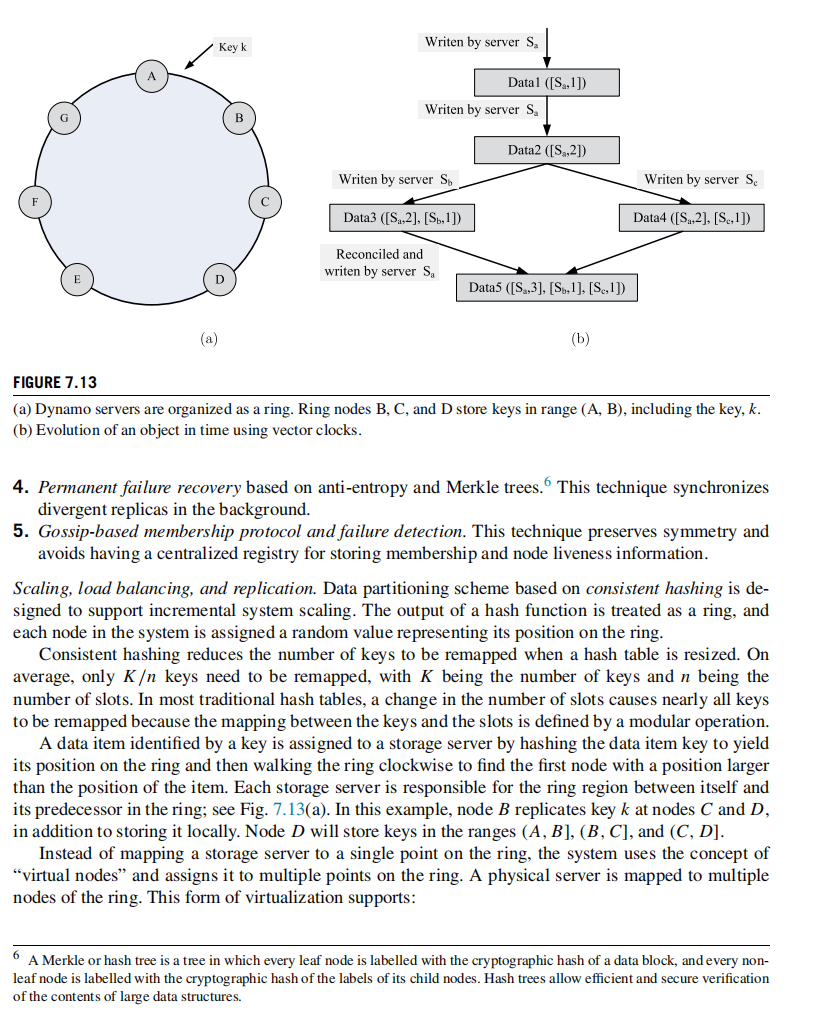 Key k
A
B
C
D
E
F
G
(a)
Writen by server Sa
Data1 ([Sa,1])
Writen by server Sa
Data2 ([Sa,2])
Writen by server Sb
Writen by server Sc
Data3 ([Sa,2], [Sb,1])
Data4 ([Sa,2], [Sc,1])
Reconciled and
writen by server Sa
Data5 ([Sa,3], [Sb,1], [Sc,1])
(b)
FIGURE 7.13
(a) Dynamo servers are organized as a ring. Ring nodes B, C, and D store keys in range (A, B), including the key, k.
(b) Evolution of an object in time using vector clocks.
4. Permanent failure recovery based on anti-entropy and Merkle trees.6 This technique synchronizes
divergent replicas in the background.
5. Gossip-based membership protocol and failure detection. This technique preserves symmetry and
avoids having a centralized registry for storing membership and node liveness information.
Scaling, load balancing, and replication. Data partitioning scheme based on consistent hashing is de-
signed to support incremental system scaling. The output of a hash function is treated as a ring, and
each node in the system is assigned a random value representing its position on the ring.
Consistent hashing reduces the number of keys to be remapped when a hash table is resized. On
average, only K/n keys need to be remapped, with K being the number of keys and n being the
number of slots. In most traditional hash tables, a change in the number of slots causes nearly all keys
to be remapped because the mapping between the keys and the slots is defined by a modular operation.
A data item identified by a key is assigned to a storage server by hashing the data item key to yield
its position on the ring and then walking the ring clockwise to find the first node with a position larger
than the position of the item. Each storage server is responsible for the ring region between itself and
its predecessor in the ring; see Fig. 7.13(a). In this example, node B replicates key k at nodes C and D,
in addition to storing it locally. Node D will store keys in the ranges (A, B], (B, C], and (C, D].
Instead of mapping a storage server to a single point on the ring, the system uses the concept of
“virtual nodes” and assigns it to multiple points on the ring. A physical server is mapped to multiple
nodes of the ring. This form of virtualization supports:
6 A Merkle or hash tree is a tree in which every leaf node is labelled with the cryptographic hash of a data block, and every non-
leaf node is labelled with the cryptographic hash of the labels of its child nodes. Hash trees allow efficient and secure verification
of the contents of large data structures.